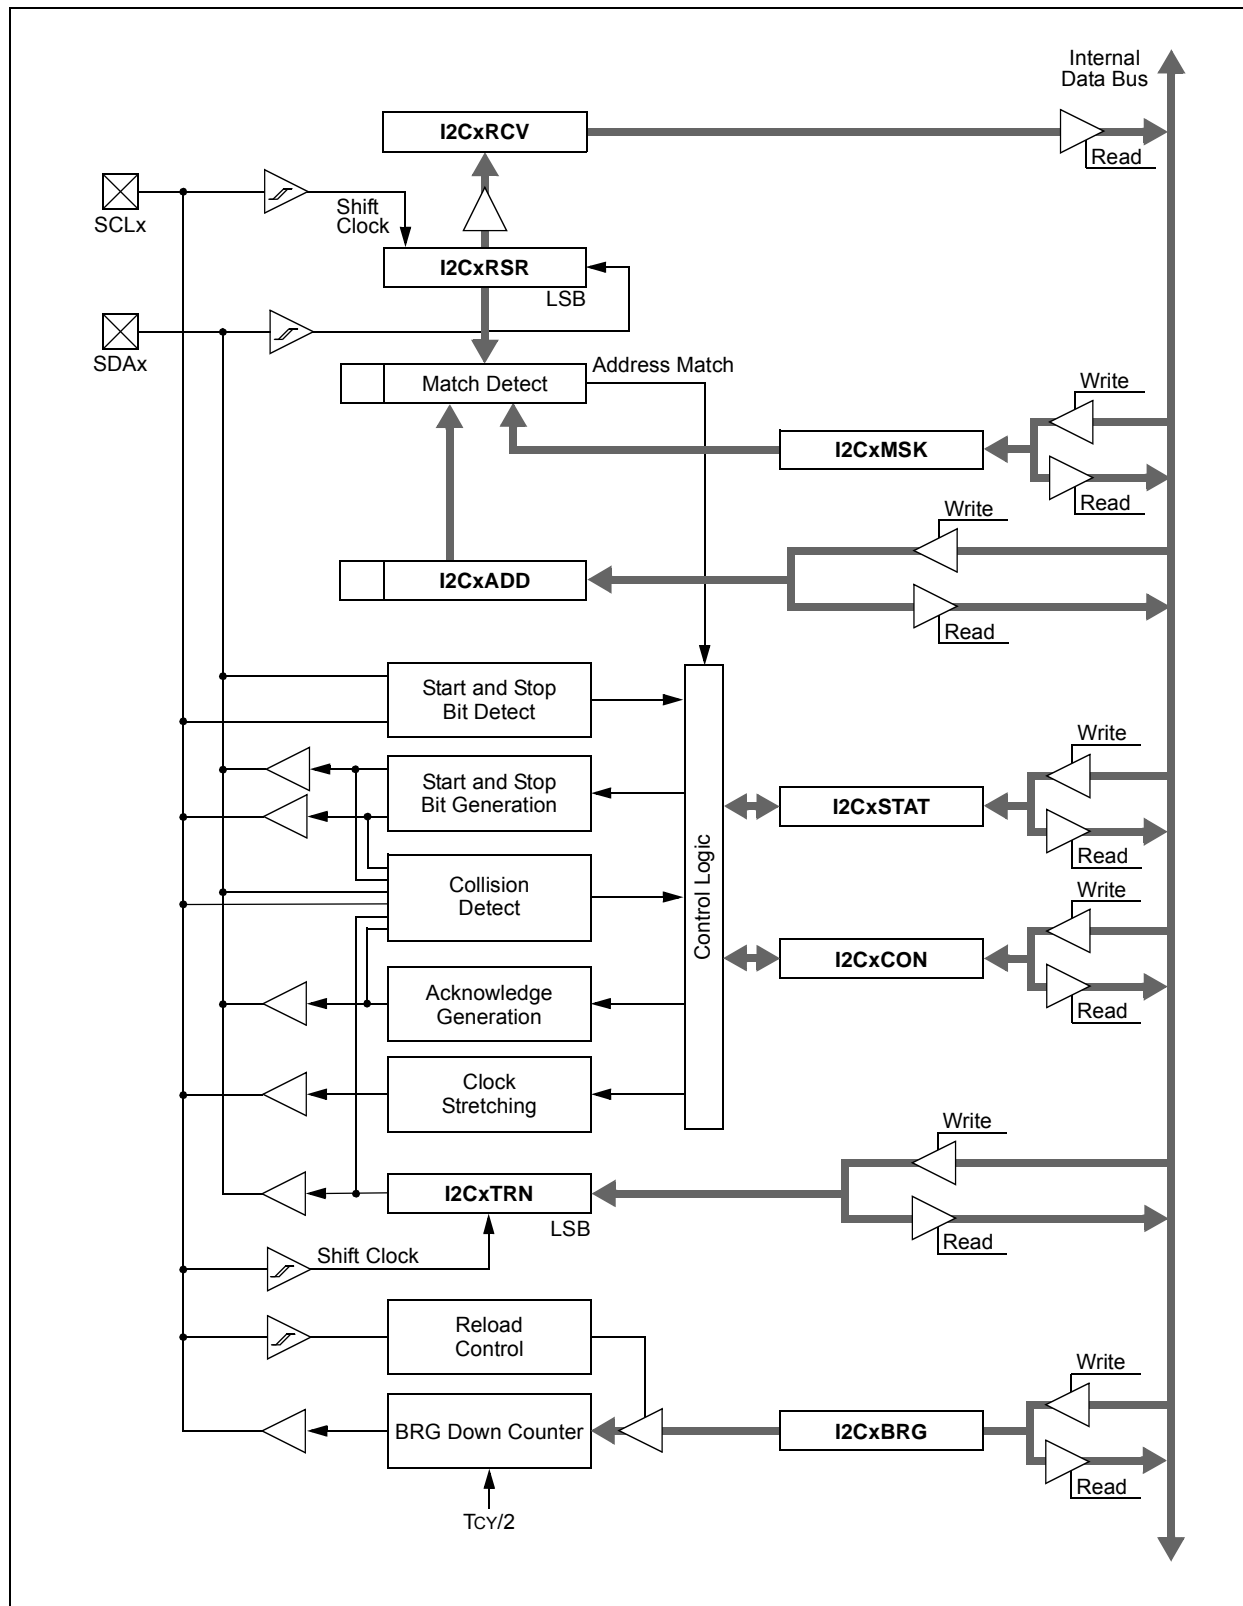 Internal
Data Bus
I2CxRCV
Read
Shift
Clock
SCLx
I2CxRSR
LSB
SDAx
Address Match
Match Detect
Write
I2CxMSK
Read
Write
I2CxADD
Read
Start and Stop
Bit Detect
Write
Start and Stop
Bit Generation
I2CxSTAT
Read
Control Logic
Collision
Detect
Write
I2CxCON
Acknowledge
Generation
Read
Clock
Stretching
Write
I2CxTRN
LSB
Read
Shift Clock
Reload
Control
Write
BRG Down Counter
I2CxBRG
Read
TCY/2